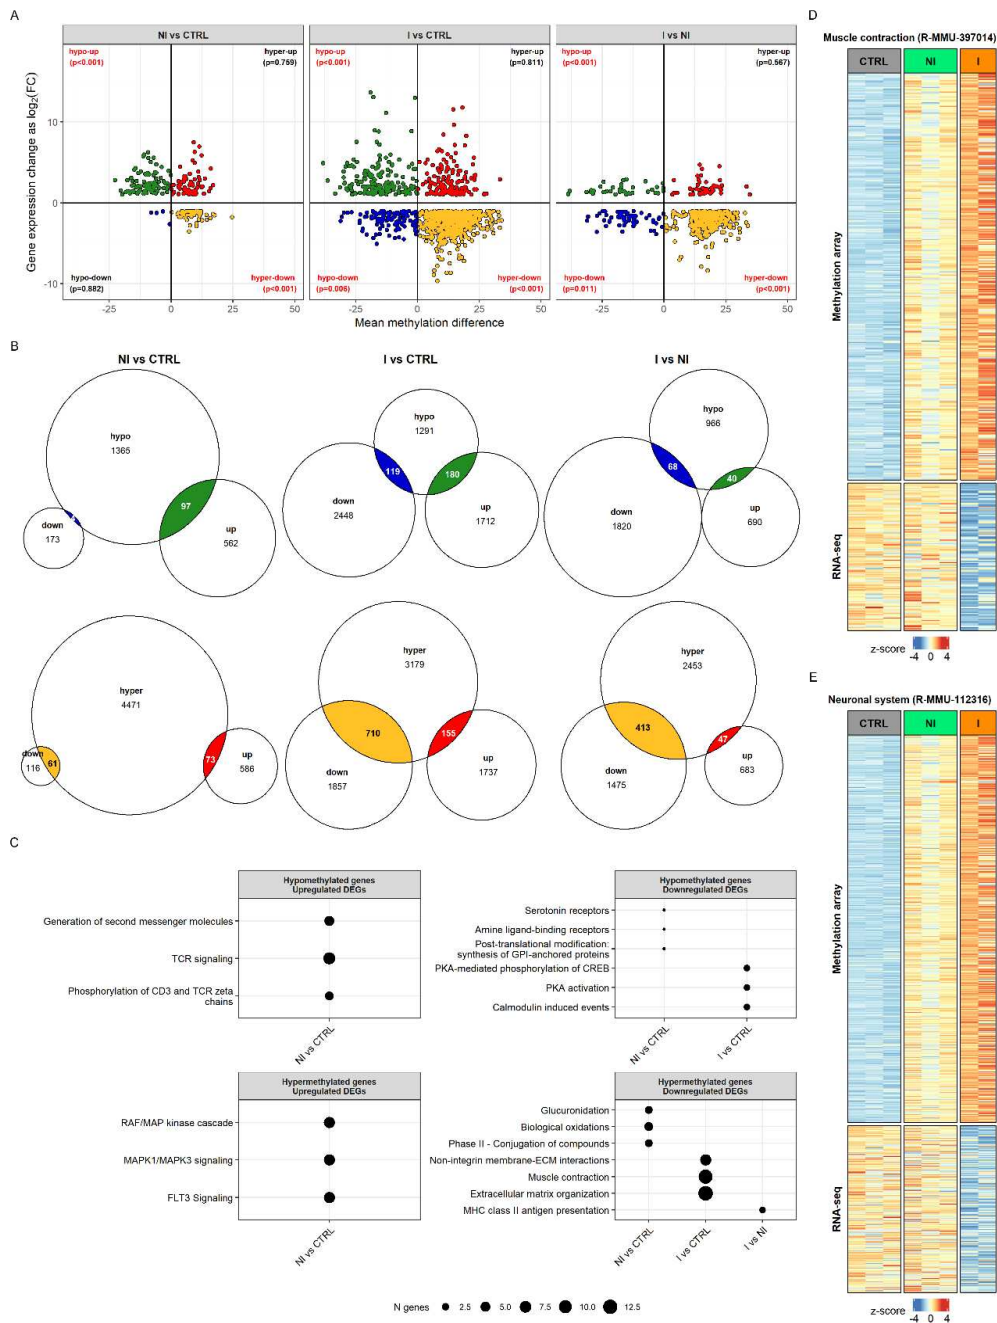 A
NI vs CTRL
I vs CTRL
I vs NI
hypo-up
(p<0.001)
hyper-up
(p=0.759)
hypo-up
(p<0.001)
hyper-up
(p=0.811)
hypo-up
(p<0.001)
hyper-up
(p=0.567)
Gene expression change as log2(FC)
10
0
-10
hypo-down
(p=0.882)
hyper-down
(p<0.001)
hypo-down
(p=0.006)
hyper-down
(p<0.001)
hypo-down
(p=0.011)
hyper-down
(p<0.001)
-25 0 25 50 -25 0 25 50 -25 0 25 50
Mean methylation difference
B
NI vs CTRL
I vs CTRL
I vs NI
hypo
1365
97
down
173
up
562
hypo
1291
119
180
down
2448
up
1712
hypo
966
68
40
down
1820
up
690
hyper
4471
down
116
61
73
up
586
hyper
3179
710
155
down
1857
up
1737
hyper
2453
413
47
down
1475
up
683
C
Hypomethylated genes
Upregulated DEGs
Generation of second messenger molecules
TCR signaling
Phosphorylation of CD3 and TCR zeta
chains
NI vs CTRL
Hypomethylated genes
Downregulated DEGs
Serotonin receptors
Amine ligand-binding receptors
Post-translational modification:
synthesis of GPI-anchored proteins
PKA-mediated phosphorylation of CREB
PKA activation
Calmodulin induced events
NI vs CTRL
I vs CTRL
Hypermethylated genes
Upregulated DEGs
RAF/MAP kinase cascade
MAPK1/MAPK3 signaling
FLT3 Signaling
NI vs CTRL
Hypermethylated genes
Downregulated DEGs
Glucuronidation
Biological oxidations
Phase II - Conjugation of compounds
Non-integrin membrane-ECM interactions
Muscle contraction
Extracellular matrix organization
MHC class II antigen presentation
NI vs CTRL
I vs CTRL
I vs NI
N genes 2.5 5.0 7.5 10.0 12.5
D
Muscle contraction (R-MMU-397014)
CTRL NI I
Methylation array
RNA-seq
z-score
-4 0 4
E
Neuronal system (R-MMU-112316)
CTRL NI I
Methylation array
RNA-seq
z-score
-4 0 4